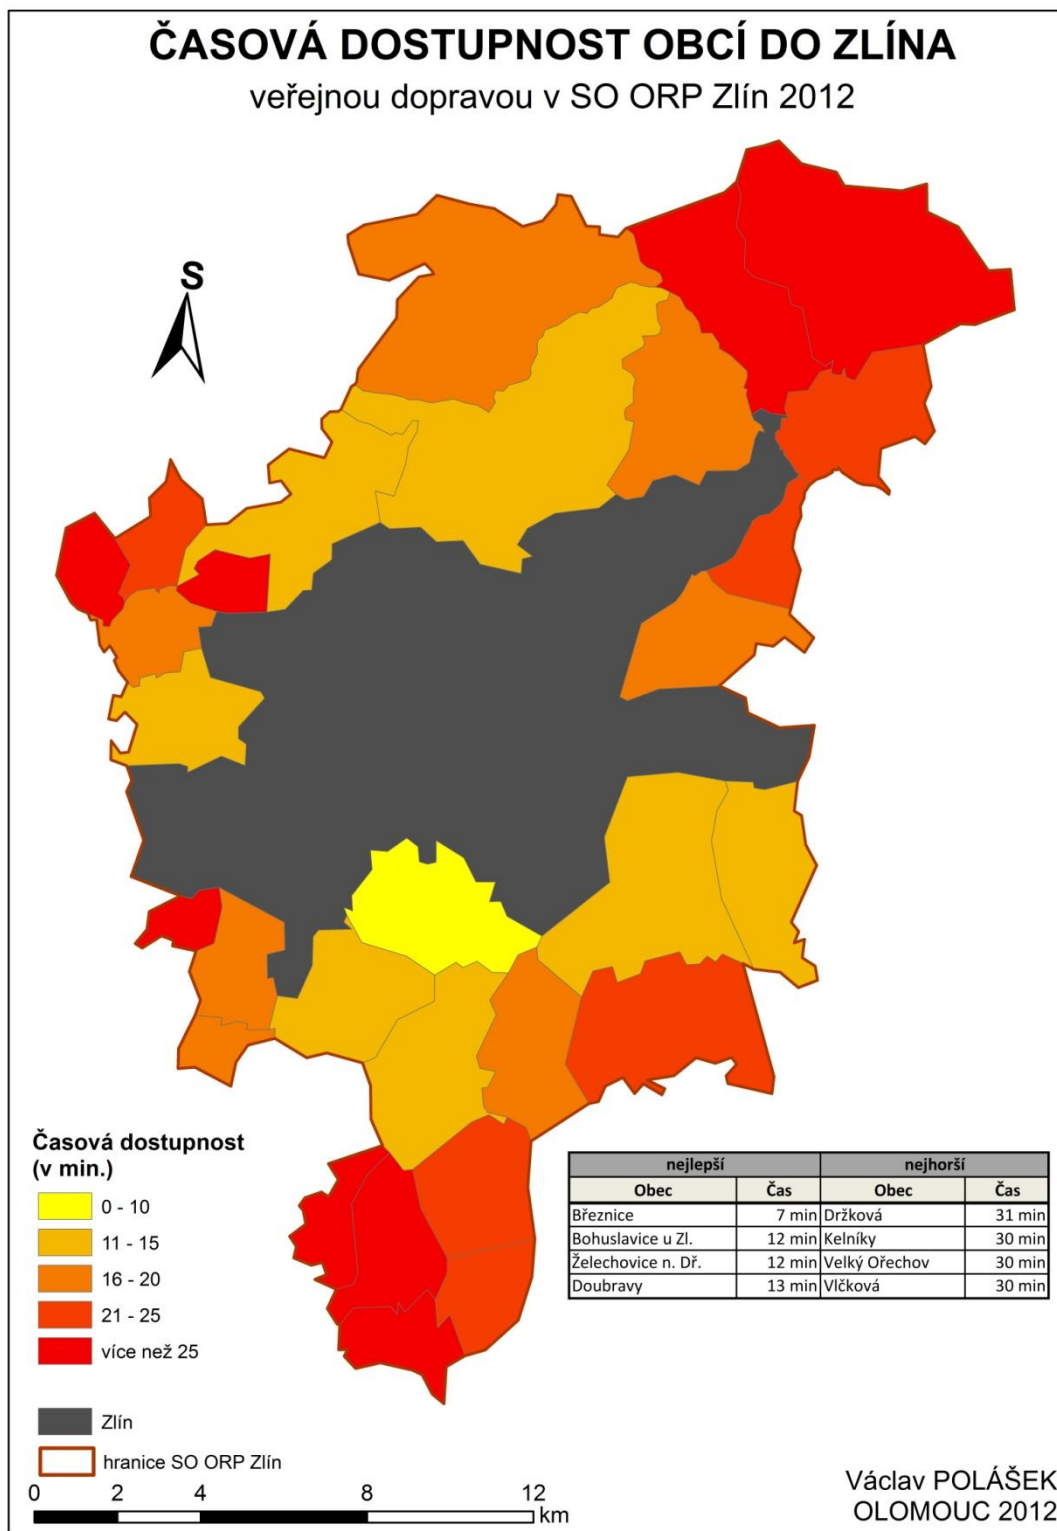 ČASOVÁ DOSTUPNOST OBCÍ DO ZLÍNA
veřejnou dopravou v SO ORP Zlín 2012
S
Časová dostupnost
(v min.)
0 - 10
11 - 15
16 - 20
21 - 25
více než 25
Zlín
hranice SO ORP Zlín
0 2 4 8 12
km
nejlepší nejhorší
Obec Čas Obec Čas
Březnice 7 min Držková 31 min
Bohuslavice u Zl. 12 min Kelníky 30 min
Želechovice n. Dř. 12 min Velký Ořechov 30 min
Doubravy 13 min Vlčková 30 min
Václav POLÁŠEK
OLOMOUC 2012